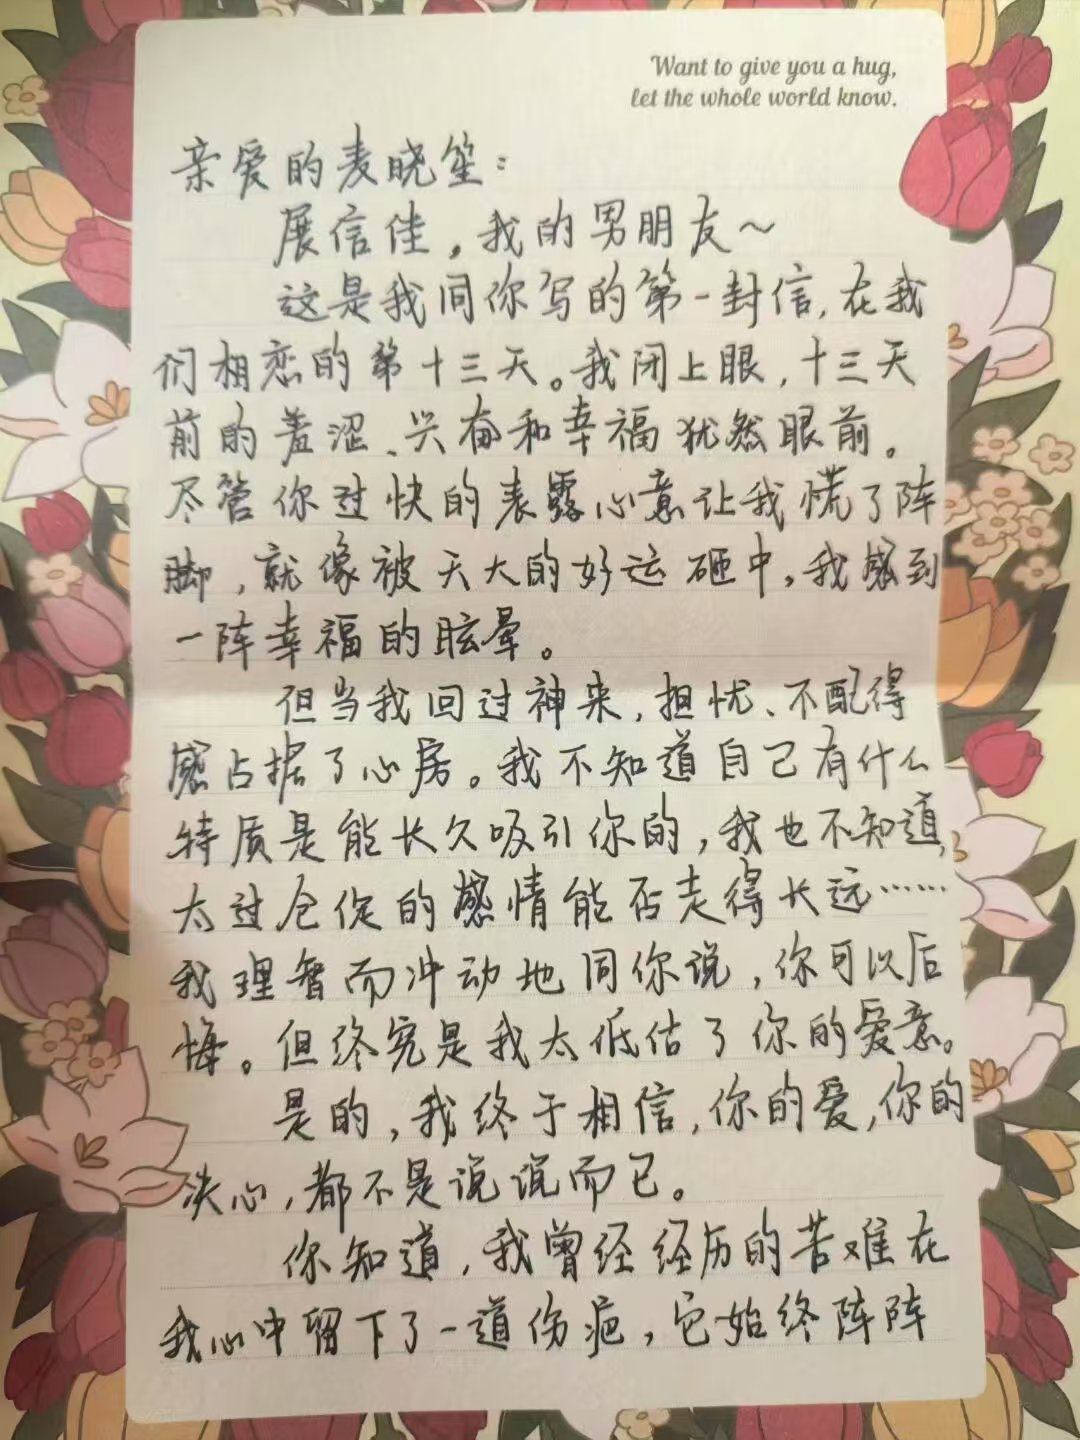 Want to give you a hug,
let the whole world know.
亲爱的麦晓笙：
展信佳，我的男朋友～
这是我同你写的第一封信，在我
们相恋的第十三天。我闭上眼，十三天
前的羞涩、兴奋和幸福犹然眼前。
尽管你过快的表露心意让我慌了阵
脚，就像被天大的好运砸中，我感到
一阵幸福的眩晕。
但当我回过神来，担忧、不配得
感占据了心房。我不知道自己有什么
特质是能长久吸引你的，我也不知道，
太过仓促的感情能否走得长远……
我理智而冲动地同你说，你可以后
悔。但终究是我太低估了你的爱意。
是的，我终于相信，你的爱，你的
决心，都不是说说而已。
你知道，我曾经经历的苦难在
我心中留下了一道伤疤，它始终阵阵